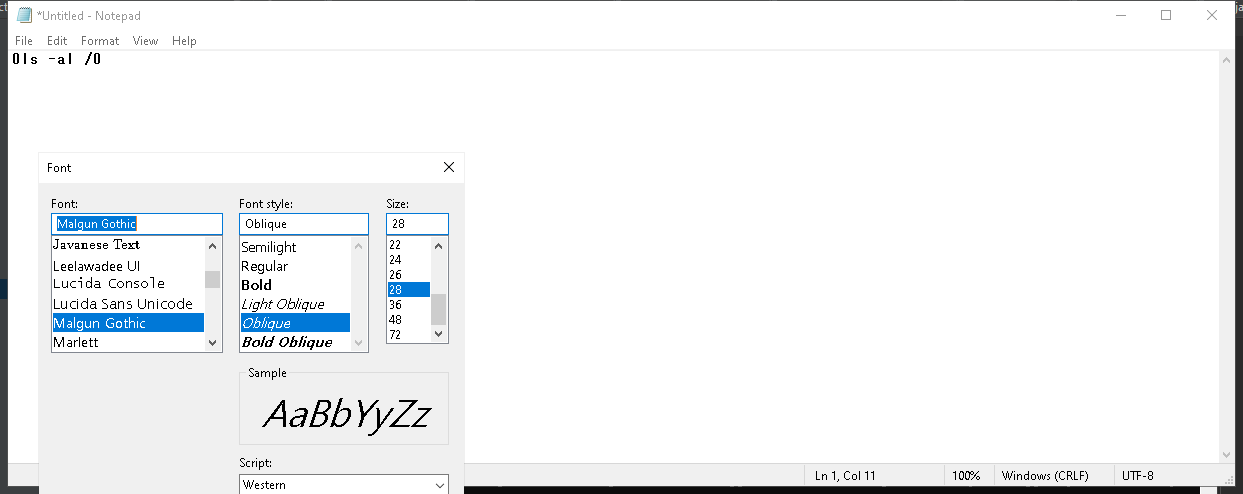 *Untitled - Notepad
File Edit Format View Help
0ls -al /0
Font
Font: Font style: Size:
Malgun Gothic Oblique 28
Javanese Text
Leelawadee UI
Lucida Console
Lucida Sans Unicode
Malgun Gothic
Marlett
Semilight
Regular
Bold
Light Oblique
Oblique
Bold Oblique
22
24
26
28
36
48
72
Sample
AaBbYyZz
Script:
Western
Ln 1, Col 11 100% Windows (CRLF) UTF-8